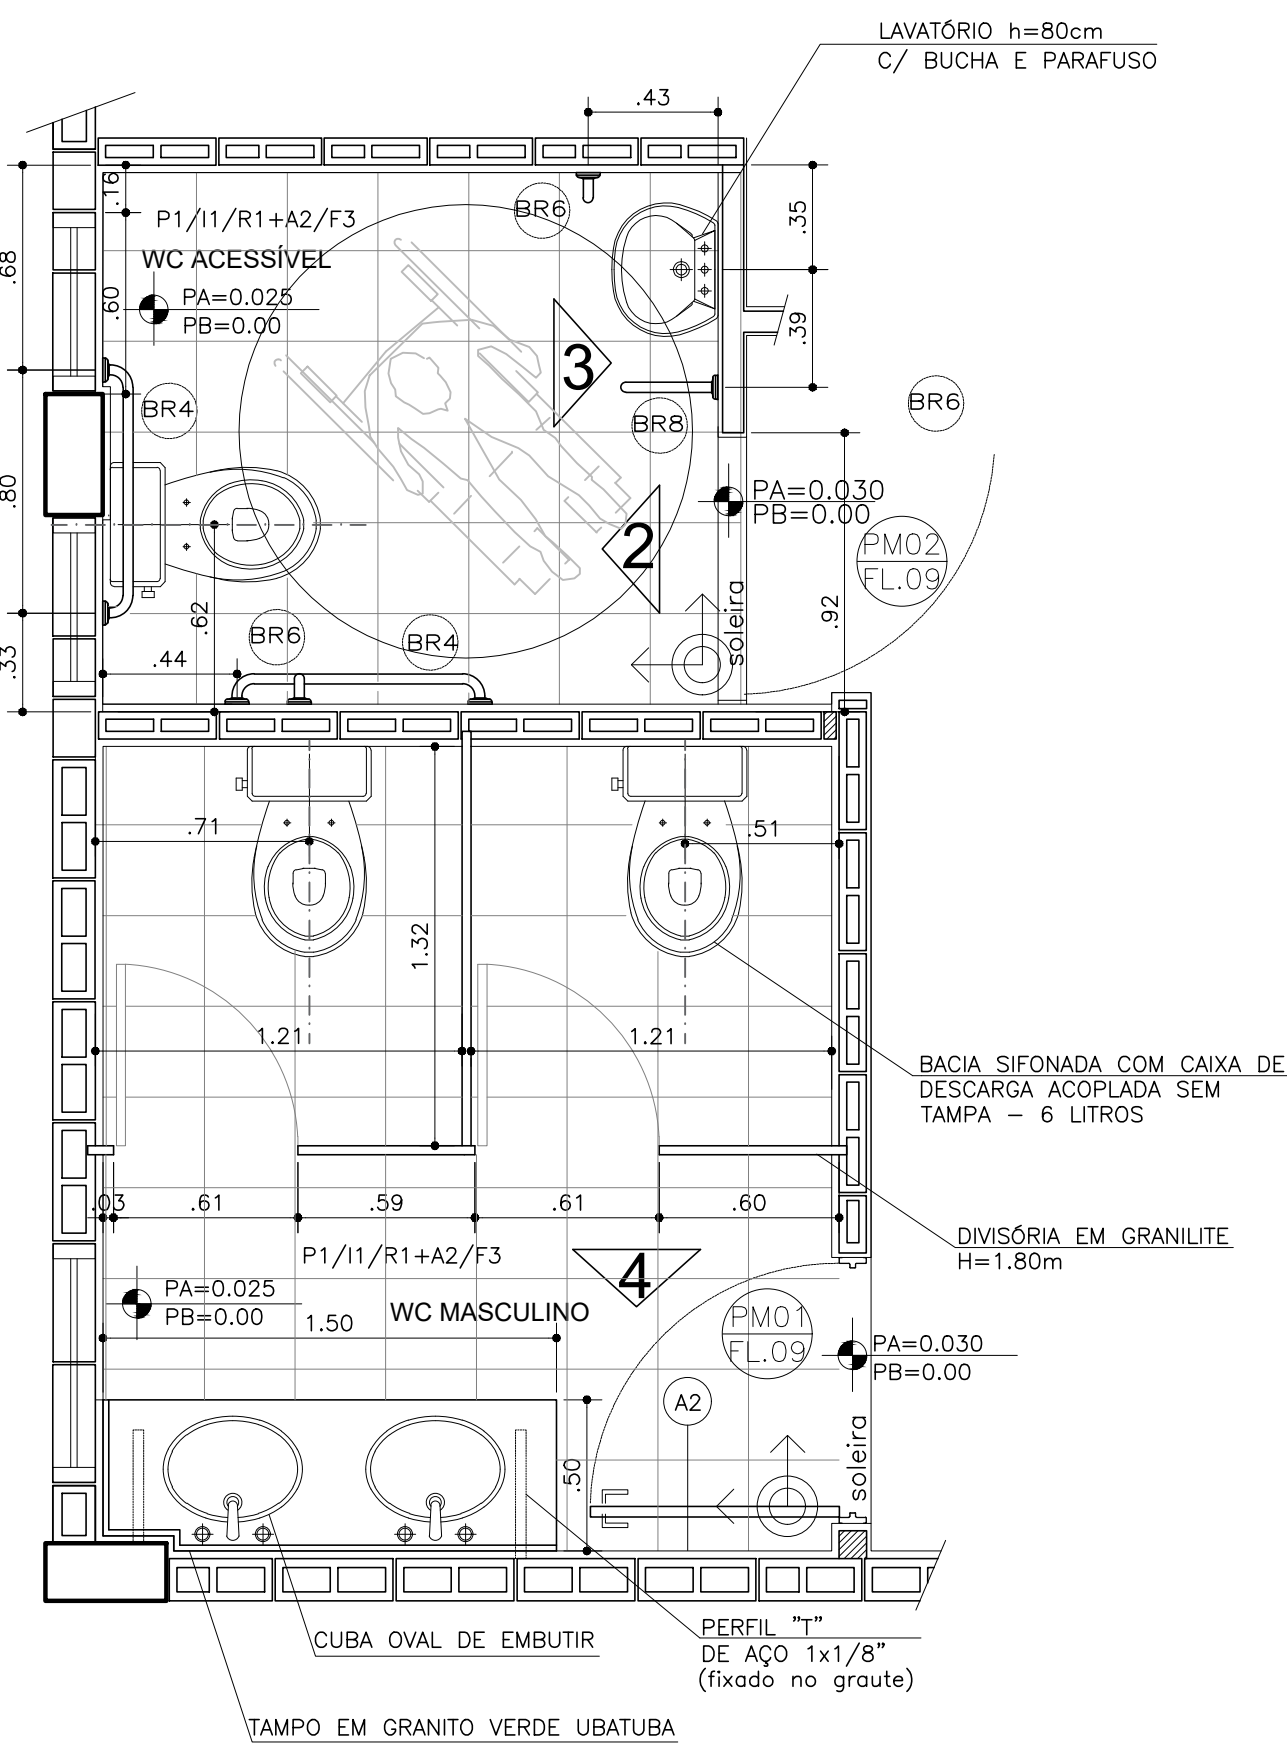 LAVATÓRIO h=80cm
C/ BUCHA E PARAFUSO
.43
.16
P1/I1/R1+A2/F3
WC ACESSÍVEL
.68
.60
PA=0.025
PB=0.00
BR6
.35
.39
3
BR4
BR8
BR6
.80
2
PA=0.030
PB=0.00
PM02
FL.09
.92
soleira
.62
BR6
BR4
.44
.33
.71
.51
1.32
1.21
1.21
BACIA SIFONADA COM CAIXA DE
DESCARGA ACOPLADA SEM
TAMPA – 6 LITROS
.03
.61
.59
.61
.60
DIVISÓRIA EM GRANILITE
H=1.80m
P1/I1/R1+A2/F3
4
PA=0.025
PB=0.00
WC MASCULINO
1.50
PM01
FL.09
PA=0.030
PB=0.00
A2
soleira
.50
CUBA OVAL DE EMBUTIR
PERFIL "T"
DE AÇO 1x1/8"
(fixado no graute)
TAMPO EM GRANITO VERDE UBATUBA